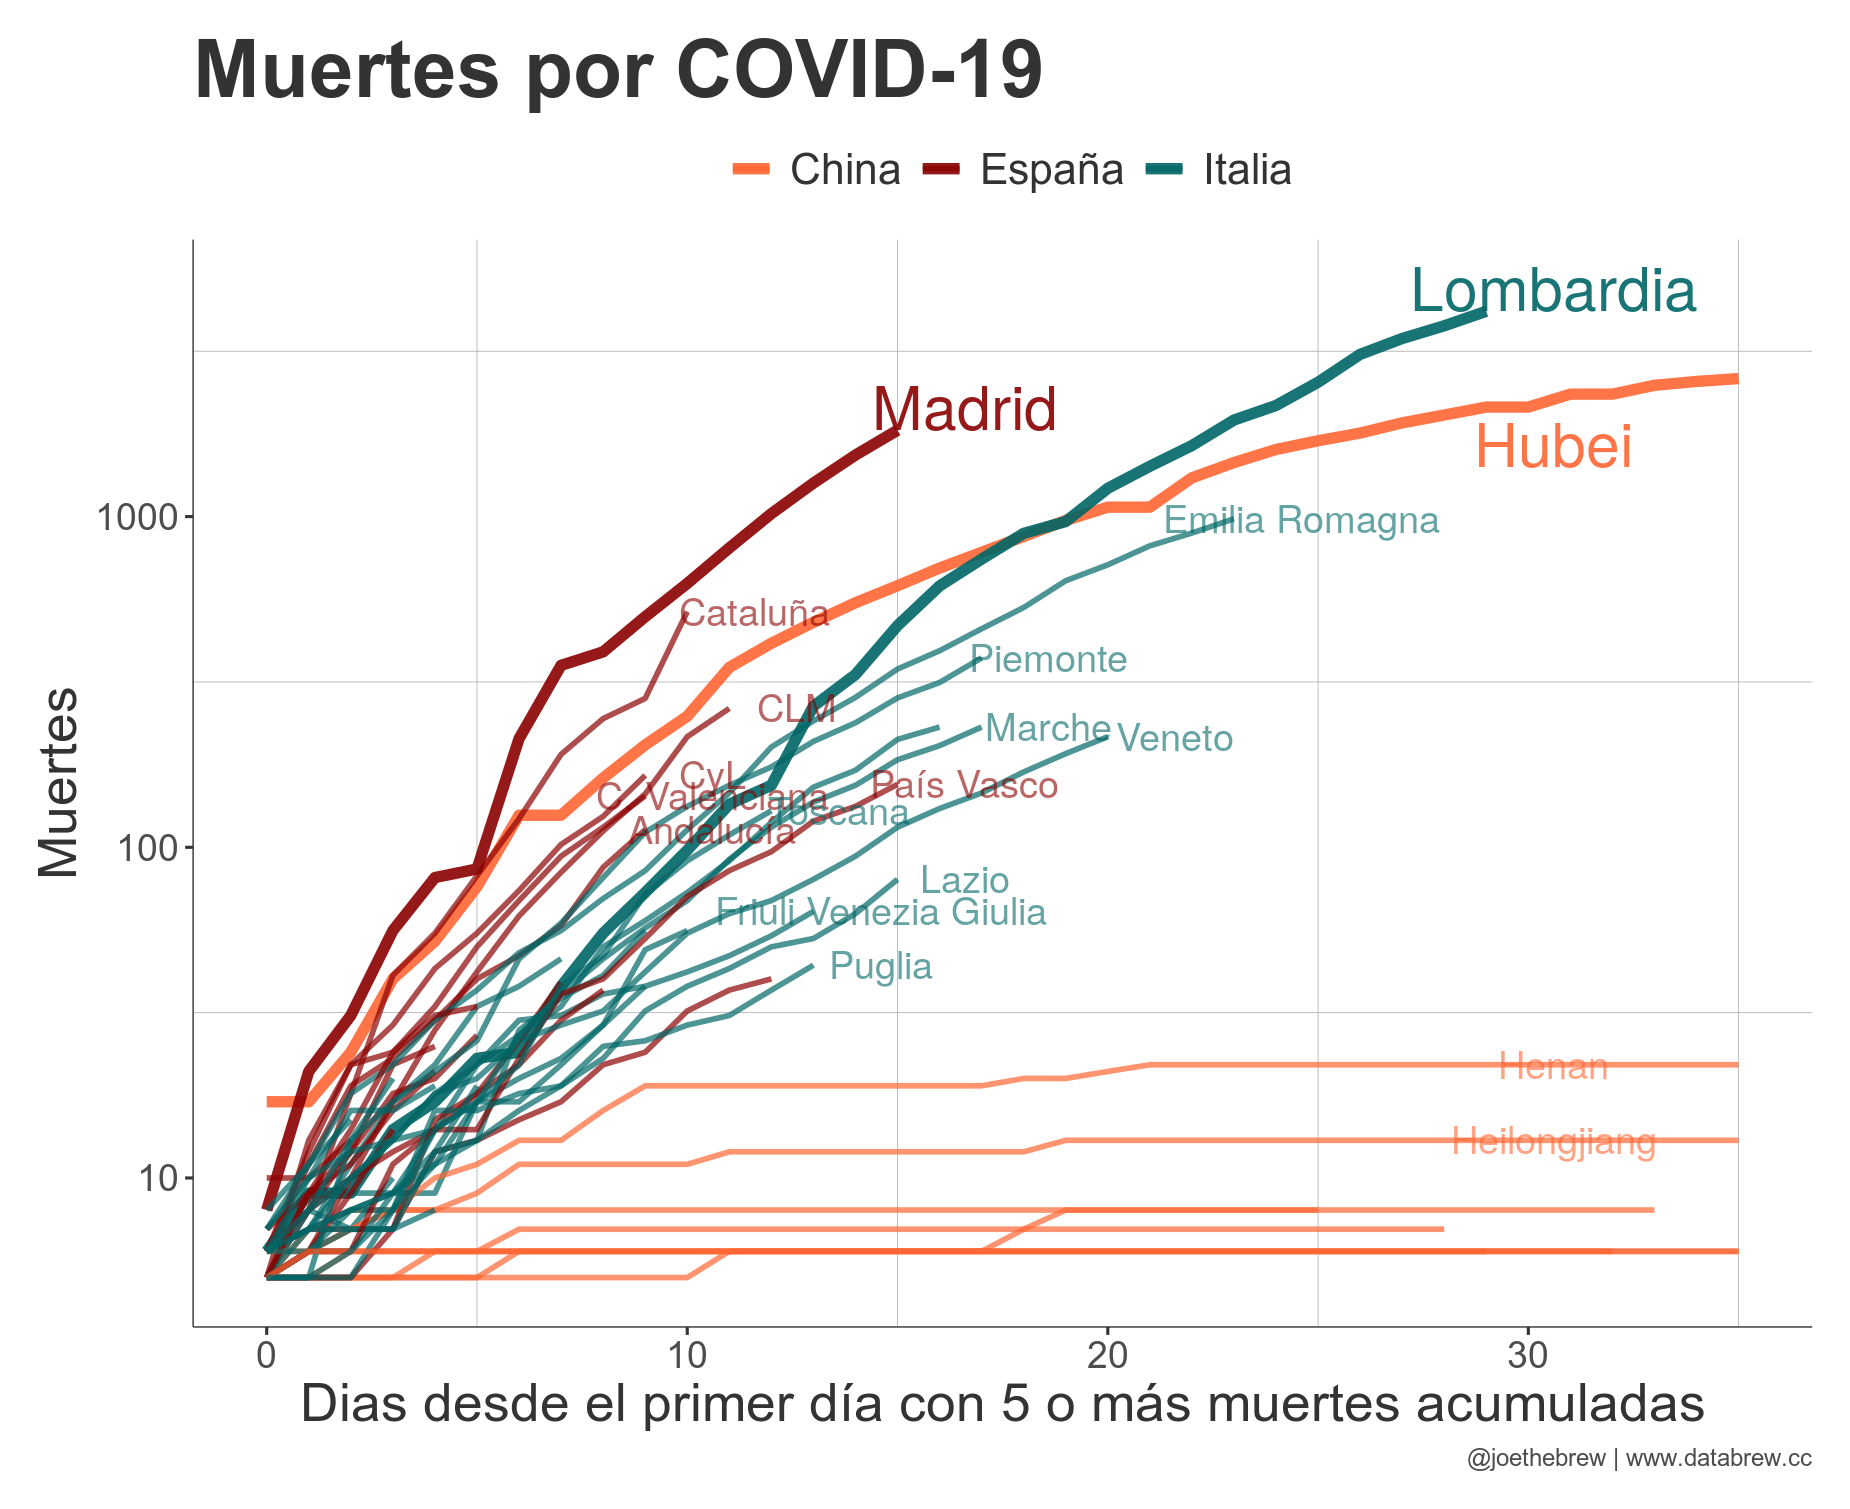 Muertes por COVID-19
China España Italia
Lombardia
Madrid
Hubei
Emilia Romagna
Cataluña
Piemonte
CLM
Marche
Veneto
CyL
País Vasco
C. Valenciana
Toscana
Andalucía
Lazio
Friuli Venezia Giulia
Puglia
Henan
Heilongjiang
Muertes
1000
100
10
0 10 20 30
Dias desde el primer día con 5 o más muertes acumuladas
@joethebrew | www.databrew.cc